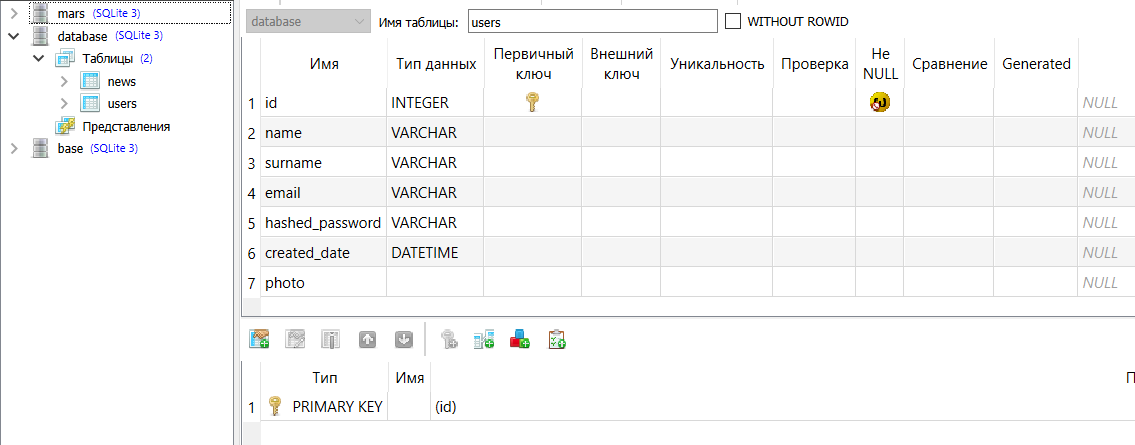 mars (SQLite 3)
database (SQLite 3)
Таблицы (2)
news
users
Представления
base (SQLite 3)
database Имя таблицы: users WITHOUT ROWID
Имя Тип данных Первичный ключ Внешний ключ Уникальность Проверка Не NULL Сравнение Generated
1 id INTEGER NULL
2 name VARCHAR NULL
3 surname VARCHAR NULL
4 email VARCHAR NULL
5 hashed_password VARCHAR NULL
6 created_date DATETIME NULL
7 photo NULL
Тип Имя П
1 PRIMARY KEY (id)